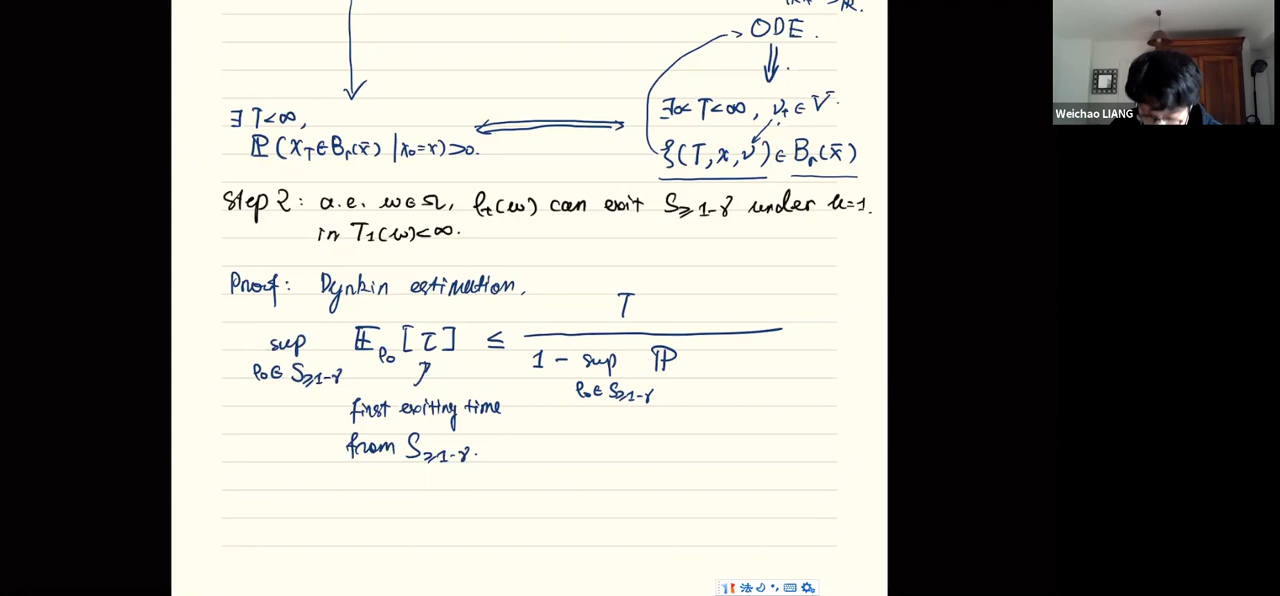 ODE.
∃ T<∞,
ℙ(x_T ∈ B_r(x̄) | x_0=x)>0.
∃ 0< T<∞, v_t ∈ V.
ξ(T, x, v) ∈ B_r(x̄)
Weichao LIANG
Step 2: a.e. ω∈Ω, ρ_t(ω) can exit S_{≥1-γ} under u=1.
in T_1(ω)<∞.
Proof: Dynkin estimation,
sup_{ρ_0∈ S_{≥1-γ}} 𝔼_{ρ_0}[τ] ≤ T / (1 - sup_{ρ_0∈ S_{≥1-γ}} ℙ
first exiting time
from S_{≥1-γ}.